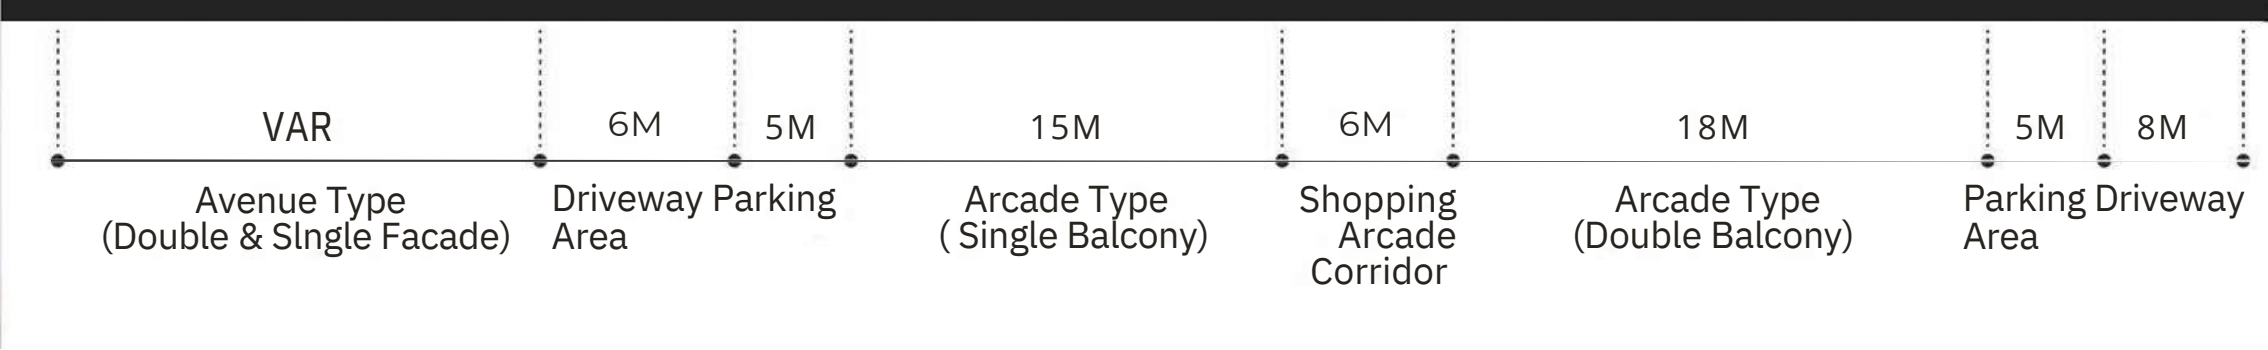 VAR 6M 5M 15M 6M 18M 5M 8M
Avenue Type
(Double & SIngle Facade)
Driveway Parking
Area
Arcade Type
( Single Balcony)
Shopping
Arcade
Corridor
Arcade Type
(Double Balcony)
Parking Driveway
Area